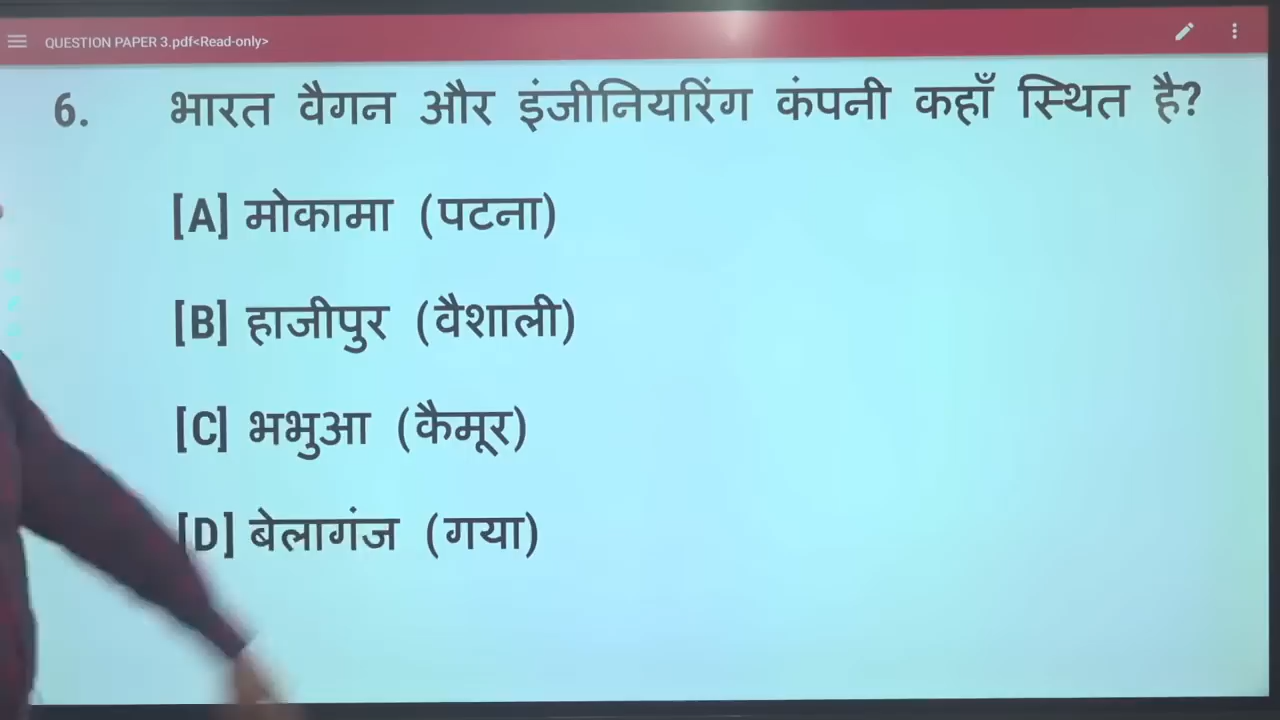 QUESTION PAPER 3.pdf<Read-only>
6. भारत वैगन और इंजीनियरिंग कंपनी कहाँ स्थित है?
[A] मोकामा (पटना)
[B] हाजीपुर (वैशाली)
[C] भभुआ (कैमूर)
[D] बेलागंज (गया)